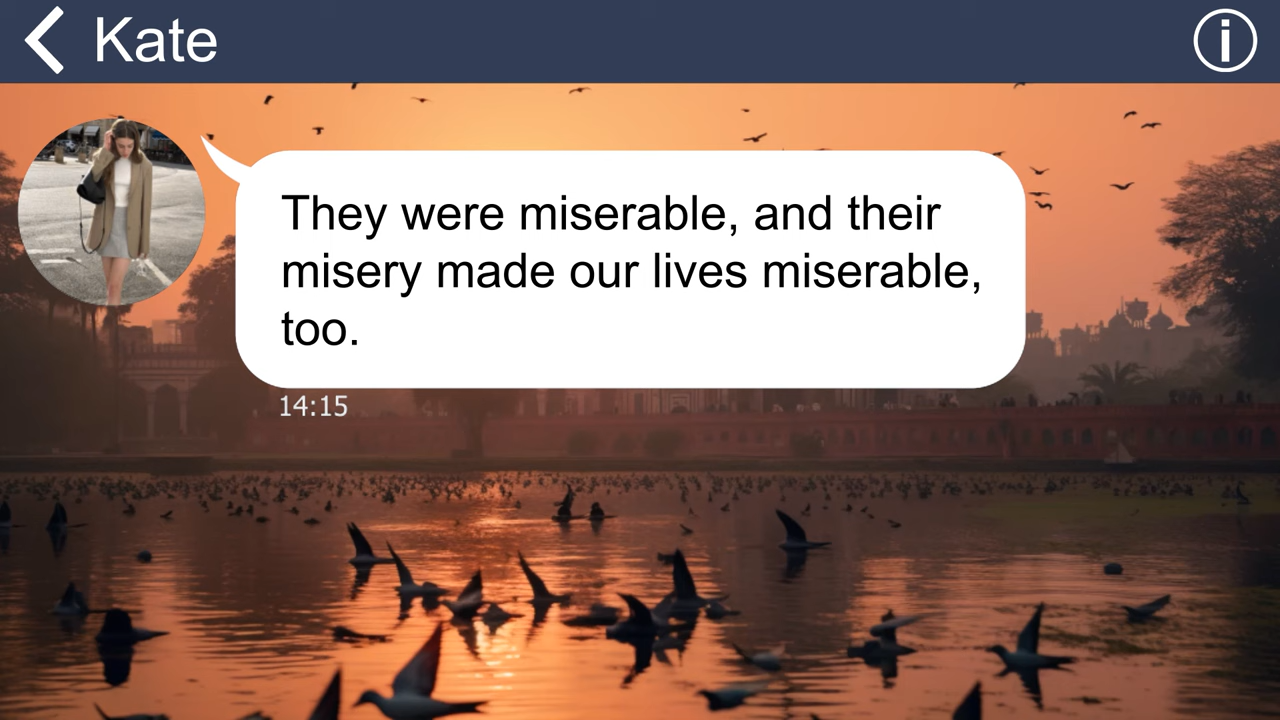 Kate
They were miserable, and their
misery made our lives miserable,
too.
14:15